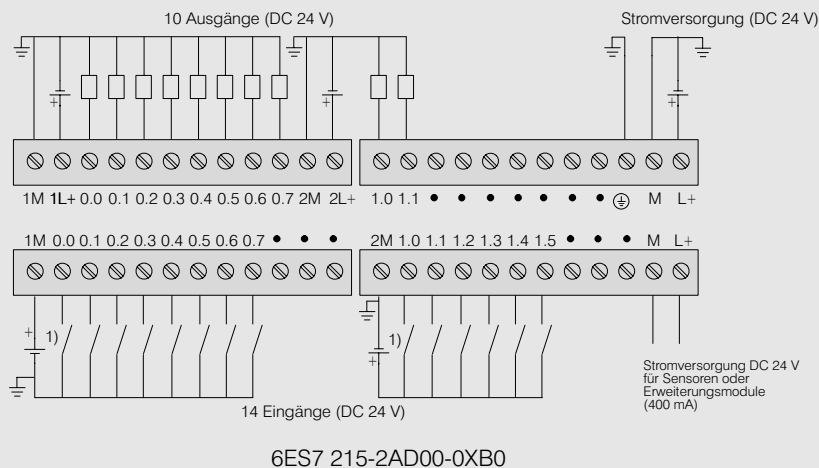 10 Ausgänge (DC 24 V)
Stromversorgung (DC 24 V)
+
+
+
1M 1L+ 0.0 0.1 0.2 0.3 0.4 0.5 0.6 0.7 2M 2L+
1.0 1.1 • • • • • • • M L+
1M 0.0 0.1 0.2 0.3 0.4 0.5 0.6 0.7 • • •
2M 1.0 1.1 1.2 1.3 1.4 1.5 • • • M L+
+
1)
1)
+
Stromversorgung DC 24 V
für Sensoren oder
Erweiterungsmodule
(400 mA)
14 Eingänge (DC 24 V)
6ES7 215-2AD00-0XB0